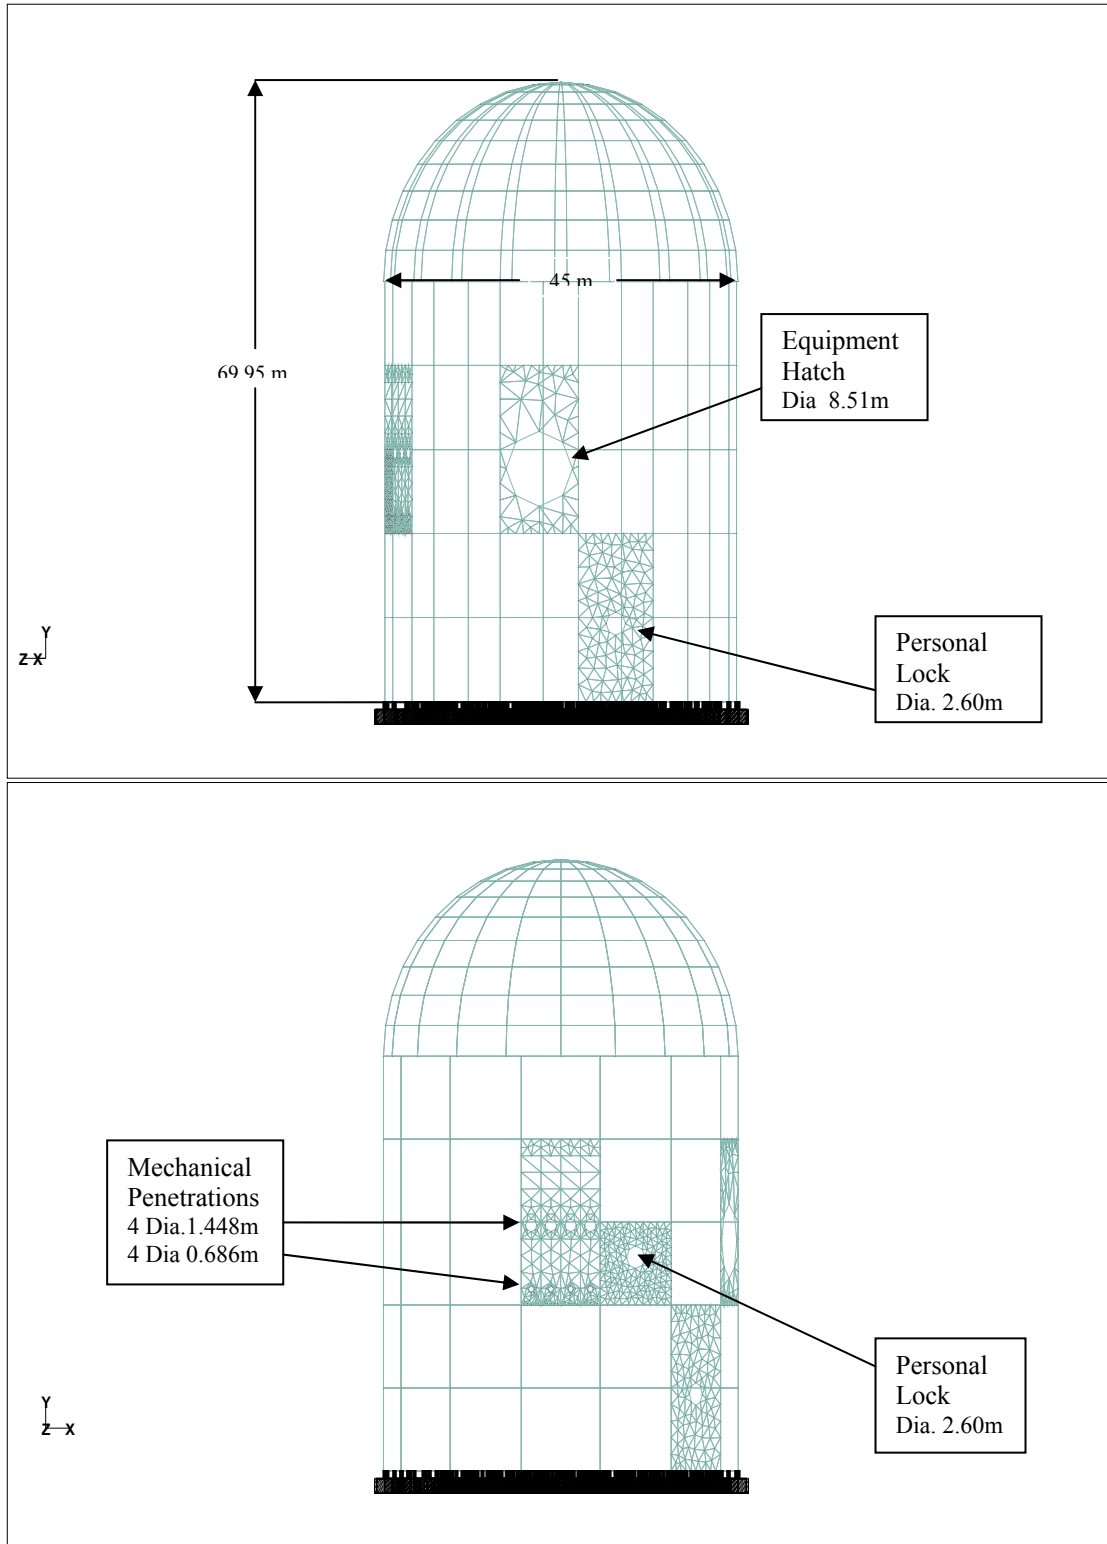 45 m
69.95 m
Equipment
Hatch
Dia 8.51m
Y
Z X
Personal
Lock
Dia. 2.60m
Mechanical
Penetrations
4 Dia.1.448m
4 Dia 0.686m
Personal
Lock
Dia. 2.60m
Y
Z X